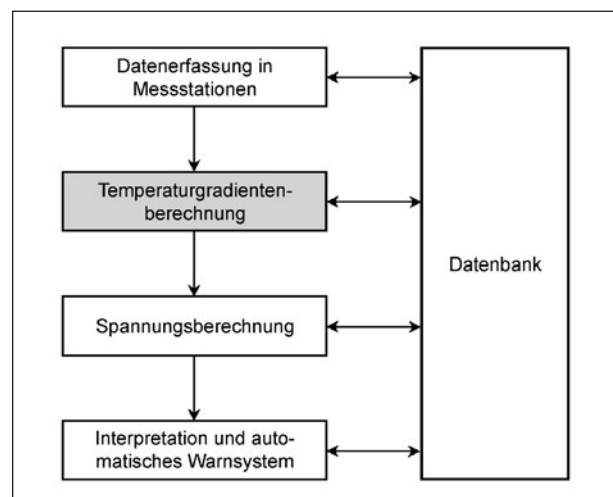 Datenerfassung in
Messstationen
Temperaturgradienten-
berechnung
Datenbank
Spannungsberechnung
Interpretation und auto-
matisches Warnsystem